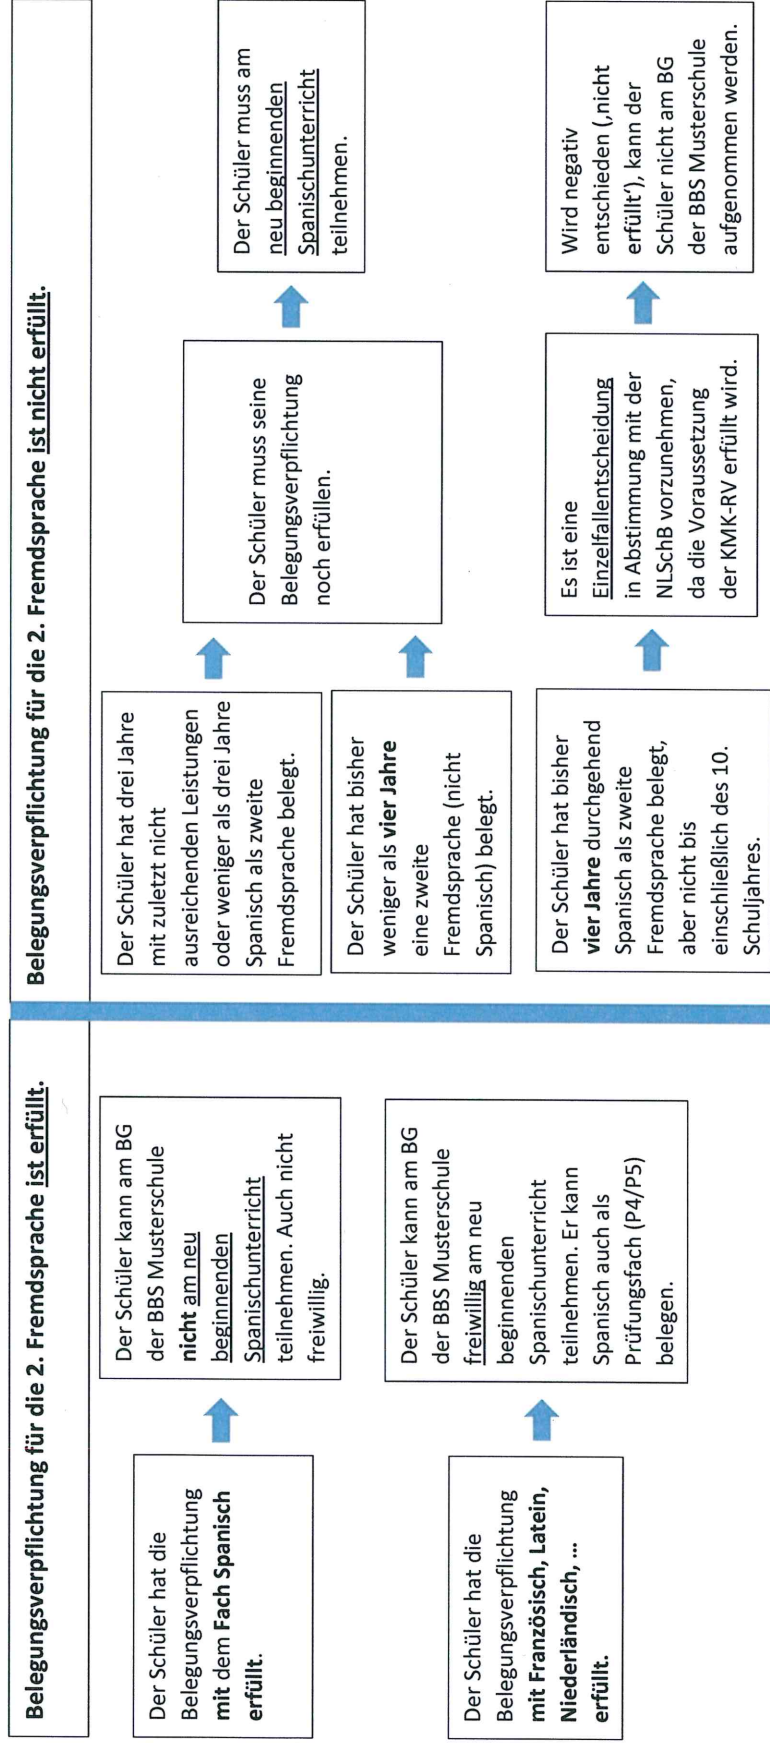 Belegungsverpflichtung für die 2. Fremdsprache ist erfüllt.
Der Schüler hat die
Belegungsverpflichtung
mit dem Fach Spanisch
erfüllt.
Der Schüler kann am BG
der BBS Musterschule
nicht am neu
beginnenden
Spanischunterricht
teilnehmen. Auch nicht
freiwillig.
Der Schüler hat die
Belegungsverpflichtung
mit Französisch, Latein,
Niederländisch, ...
erfüllt.
Der Schüler kann am BG
der BBS Musterschule
freiwillig am neu
beginnenden
Spanischunterricht
teilnehmen. Er kann
Spanisch auch als
Prüfungsfach (P4/P5)
belegen.
Belegungsverpflichtung für die 2. Fremdsprache ist nicht erfüllt.
Der Schüler hat drei Jahre
mit zuletzt nicht
ausreichenden Leistungen
oder weniger als drei Jahre
Spanisch als zweite
Fremdsprache belegt.
Der Schüler hat bisher
weniger als vier Jahre
eine zweite
Fremdsprache (nicht
Spanisch) belegt.
Der Schüler muss seine
Belegungsverpflichtung
noch erfüllen.
Der Schüler muss am
neu beginnenden
Spanischunterricht
teilnehmen.
Der Schüler hat bisher
vier Jahre durchgehend
Spanisch als zweite
Fremdsprache belegt,
aber nicht bis
einschließlich des 10.
Schuljahres.
Es ist eine
Einzelfallentscheidung
in Abstimmung mit der
NLSchB vorzunehmen,
da die Voraussetzung
der KMK-RV erfüllt wird.
Wird negativ
entschieden (‚nicht
erfüllt‘), kann der
Schüler nicht am BG
der BBS Musterschule
aufgenommen werden.